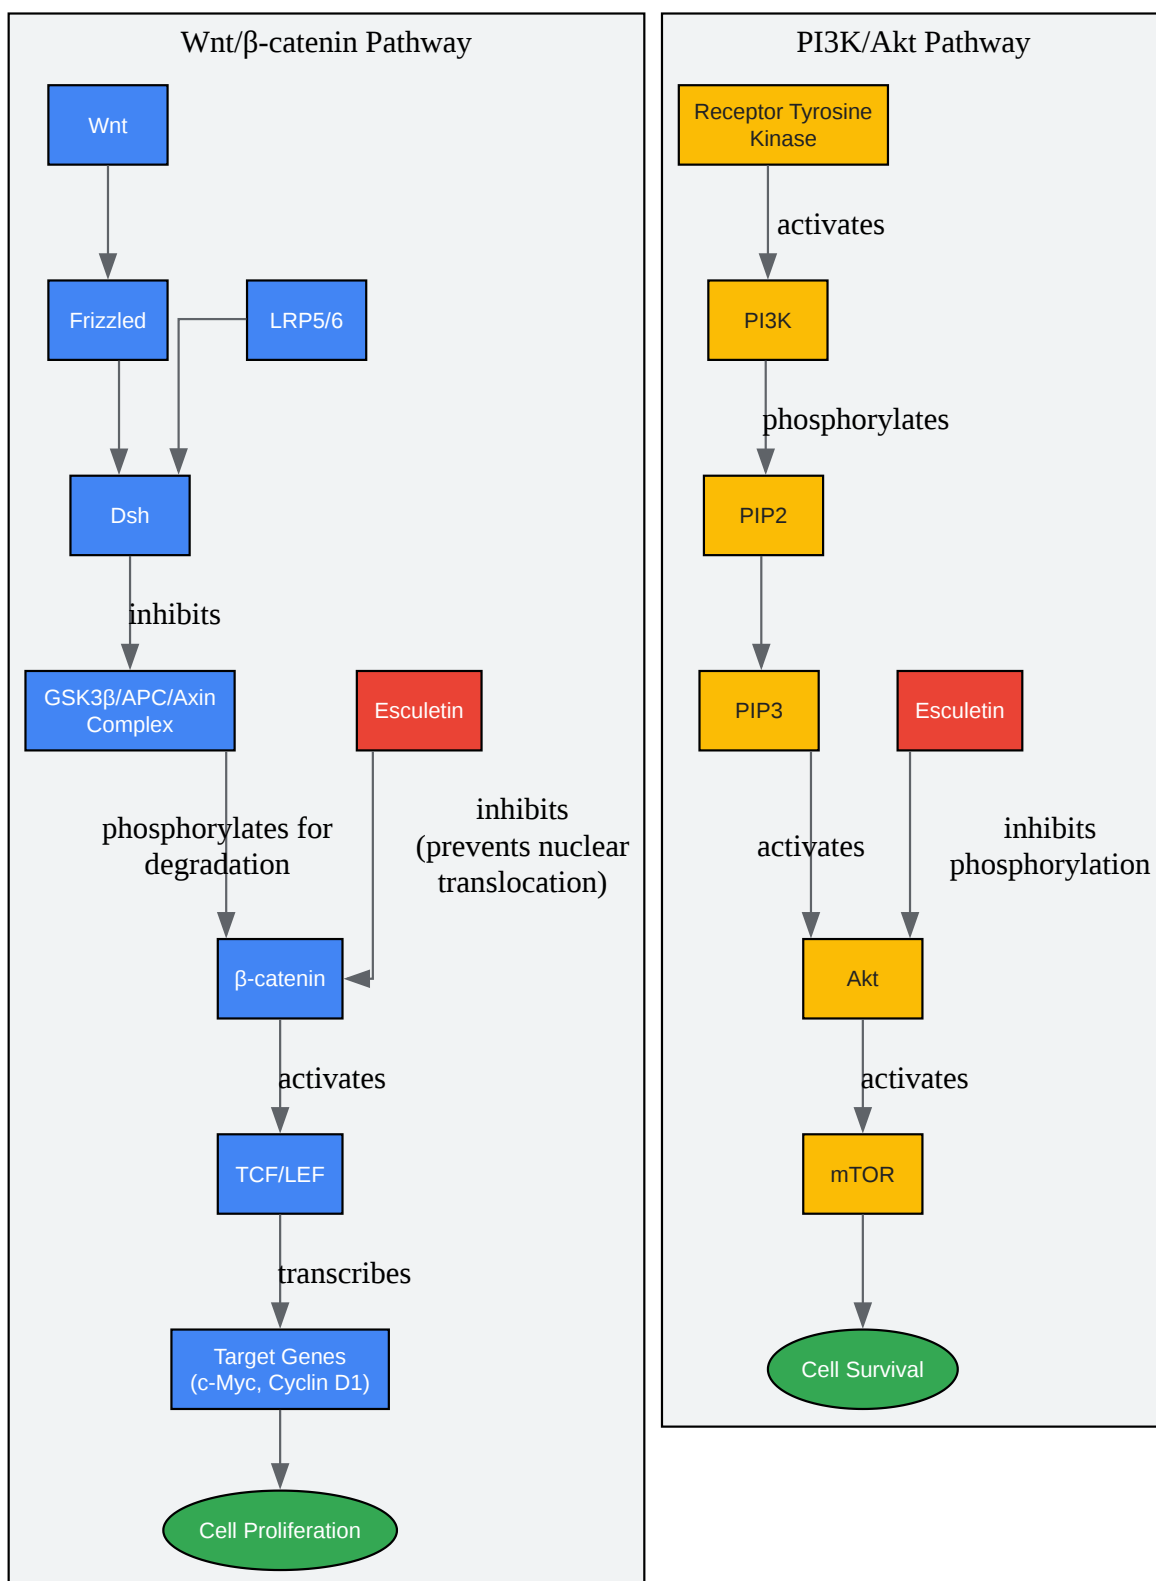 Wnt/β-catenin Pathway
Wnt
Frizzled
LRP5/6
Dsh
inhibits
GSK3β/APC/Axin
Complex
Esculetin
phosphorylates for
degradation
inhibits
(prevents nuclear
translocation)
β-catenin
activates
TCF/LEF
transcribes
Target Genes
(c-Myc, Cyclin D1)
Cell Proliferation
PI3K/Akt Pathway
Receptor Tyrosine
Kinase
activates
PI3K
phosphorylates
PIP2
PIP3
Esculetin
activates
inhibits
phosphorylation
Akt
activates
mTOR
Cell Survival